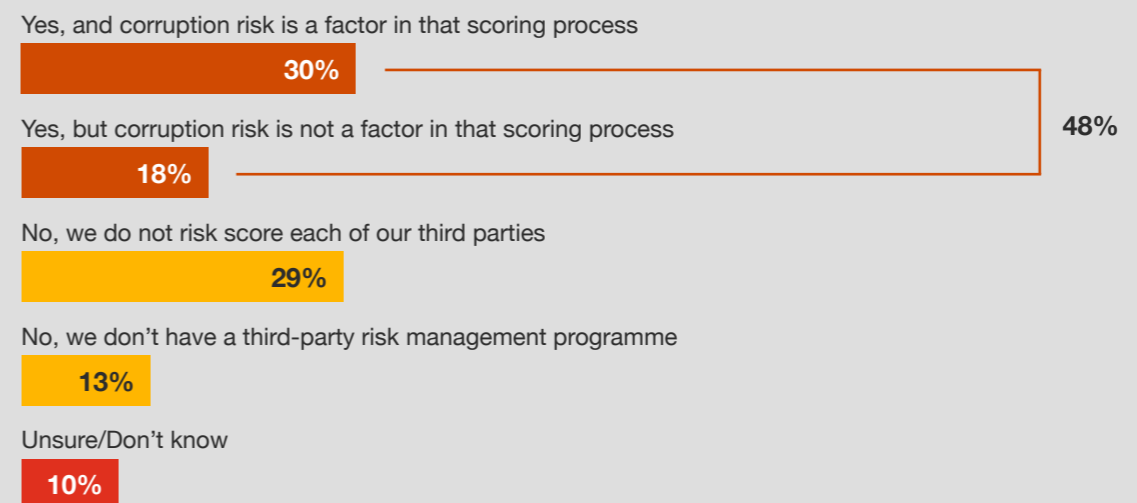 Yes, and corruption risk is a factor in that scoring process
30%
Yes, but corruption risk is not a factor in that scoring process
48%
18%
No, we do not risk score each of our third parties
29%
No, we don’t have a third-party risk management programme
13%
Unsure/Don’t know
10%